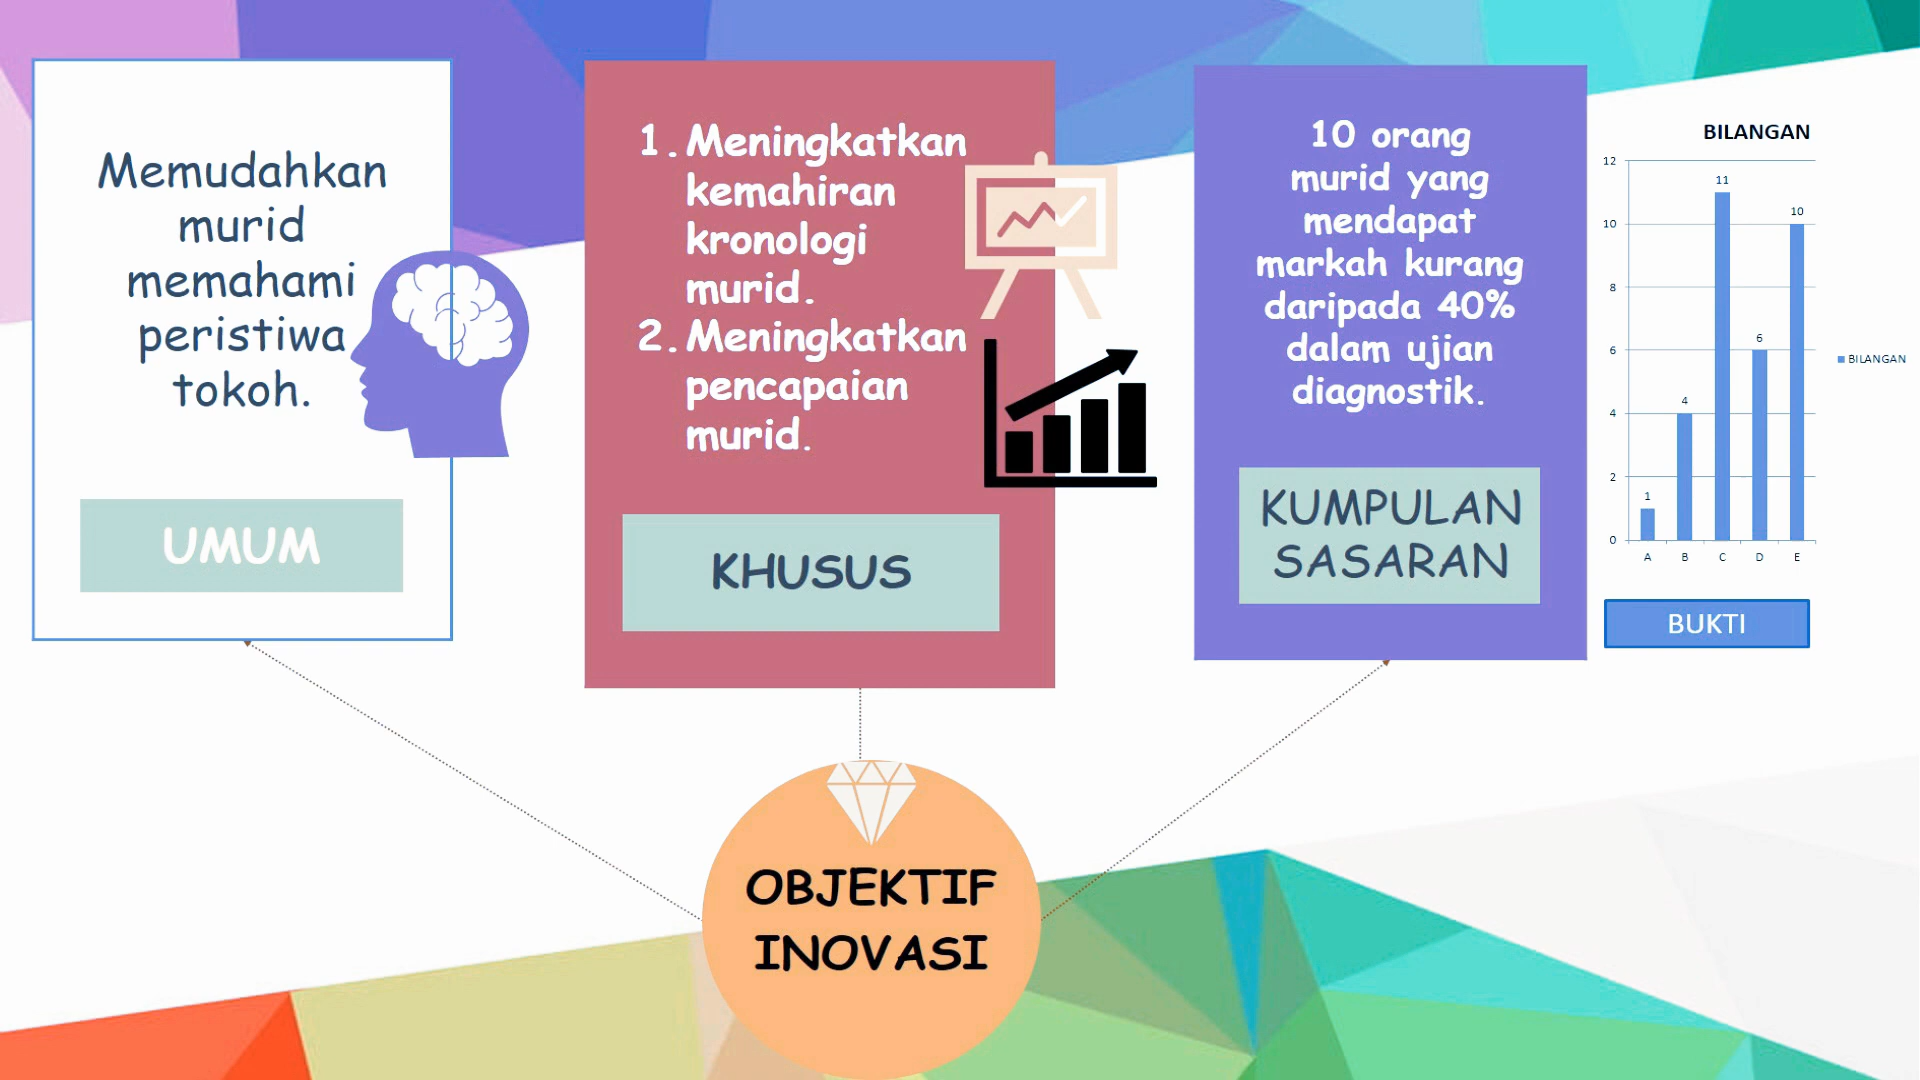 Memudahkan
murid
memahami
peristiwa
tokoh.
UMUM
1. Meningkatkan
kemahiran
kronologi
murid.
2. Meningkatkan
pencapaian
murid.
KHUSUS
10 orang
murid yang
mendapat
markah kurang
daripada 40%
dalam ujian
diagnostik.
KUMPULAN
SASARAN
BILANGAN
12
10
8
6
4
2
0
1
4
11
6
10
A B C D E
BILANGAN
BUKTI
OBJEKTIF
INOVASI